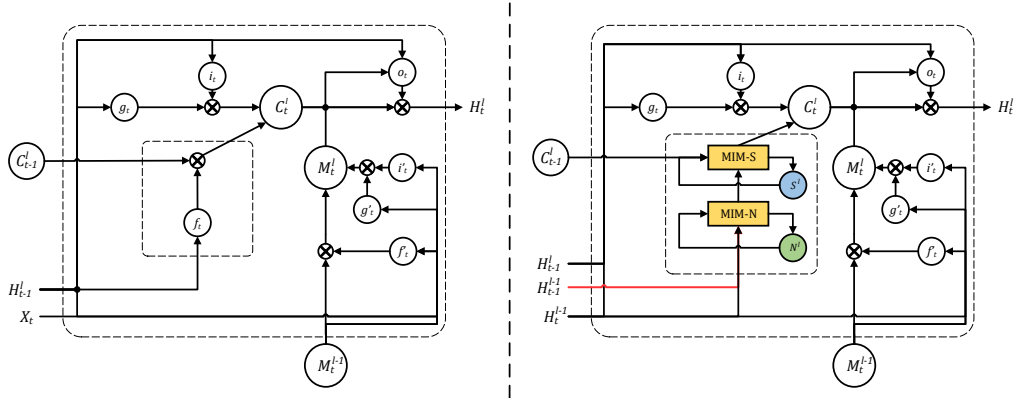 i_t
o_t
g_t
C_t^l
H_t^l
C_{t-1}^l
M_t^l
i'_t
g'_t
f_t
f'_t
H_{t-1}^l
X_t
M_t^{l-1}
i_t
o_t
g_t
C_t^l
H_t^l
C_{t-1}^l
MIM-S
M_t^l
i'_t
S^l
g'_t
MIM-N
N^l
f'_t
H_{t-1}^l
H_{t-1}^{l-1}
H_t^{l-1}
M_t^{l-1}